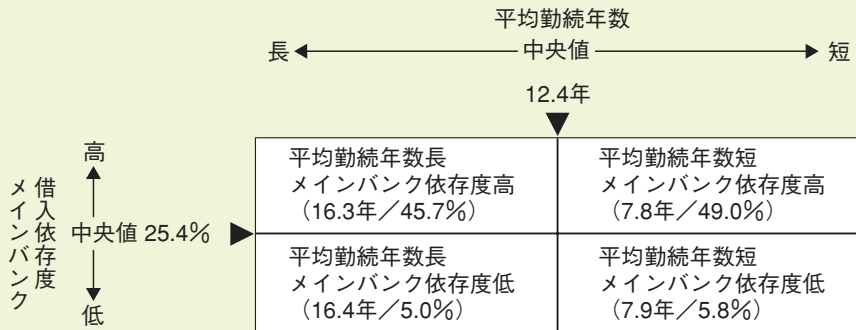 平均勤続年数
長 中央値 短
12.4年
高
メインバンク
借入依存度
中央値 25.4%
低
平均勤続年数長
メインバンク依存度高
(16.3年/45.7%)
平均勤続年数短
メインバンク依存度高
(7.8年/49.0%)
平均勤続年数長
メインバンク依存度低
(16.4年/5.0%)
平均勤続年数短
メインバンク依存度低
(7.9年/5.8%)